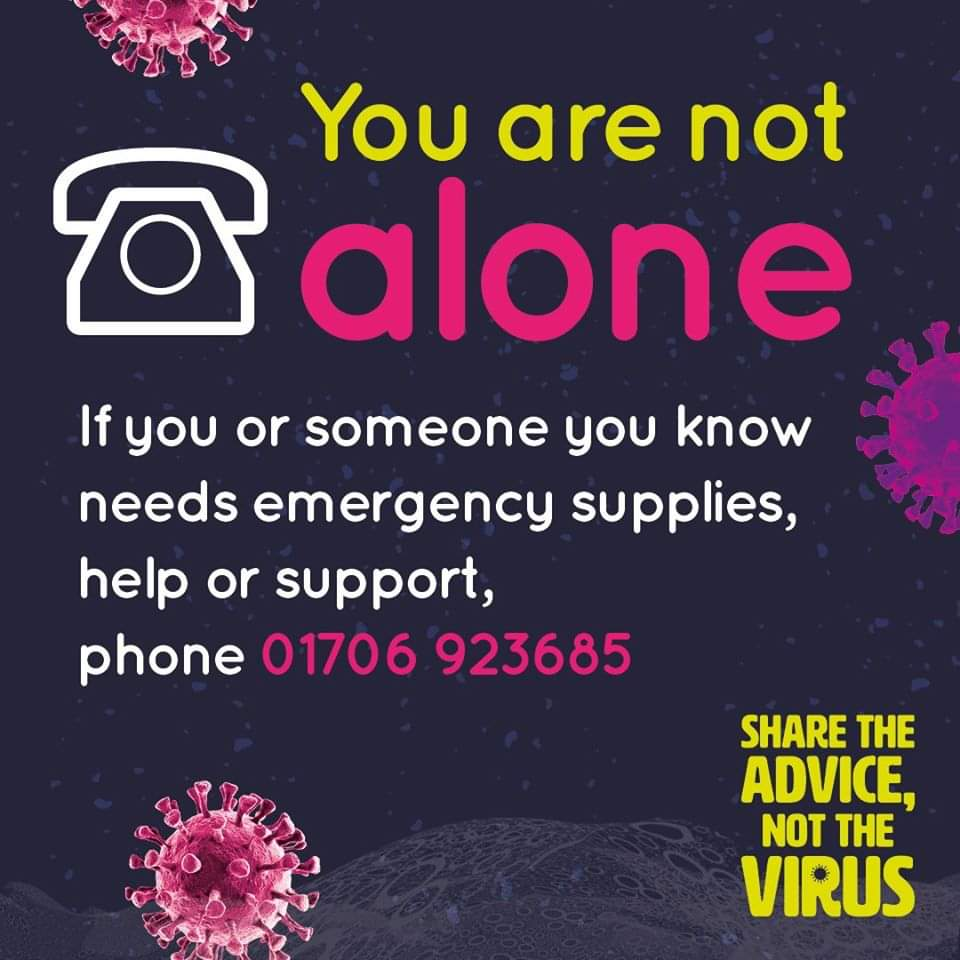 You are not
alone
If you or someone you know
needs emergency supplies,
help or support,
phone 01706 923685
SHARE THE
ADVICE,
NOT THE
VIRUS